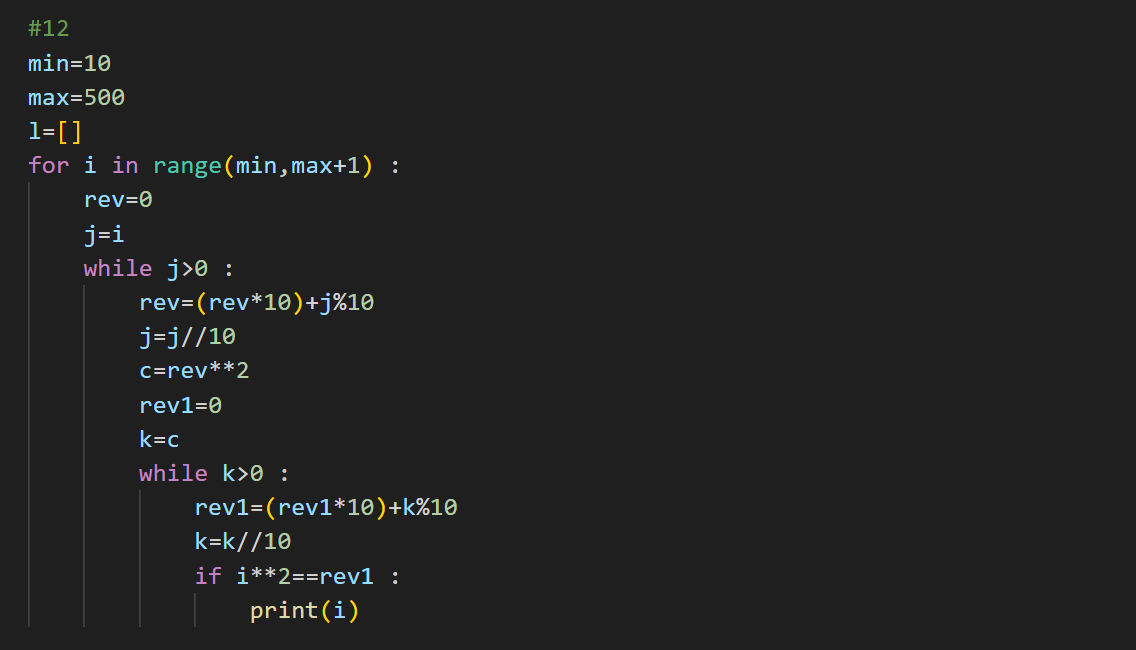 #12
min=10
max=500
l=[]
for i in range(min,max+1) :
    rev=0
    j=i
    while j>0 :
        rev=(rev*10)+j%10
        j=j//10
        c=rev**2
        rev1=0
        k=c
        while k>0 :
            rev1=(rev1*10)+k%10
            k=k//10
            if i**2==rev1 :
                print(i)